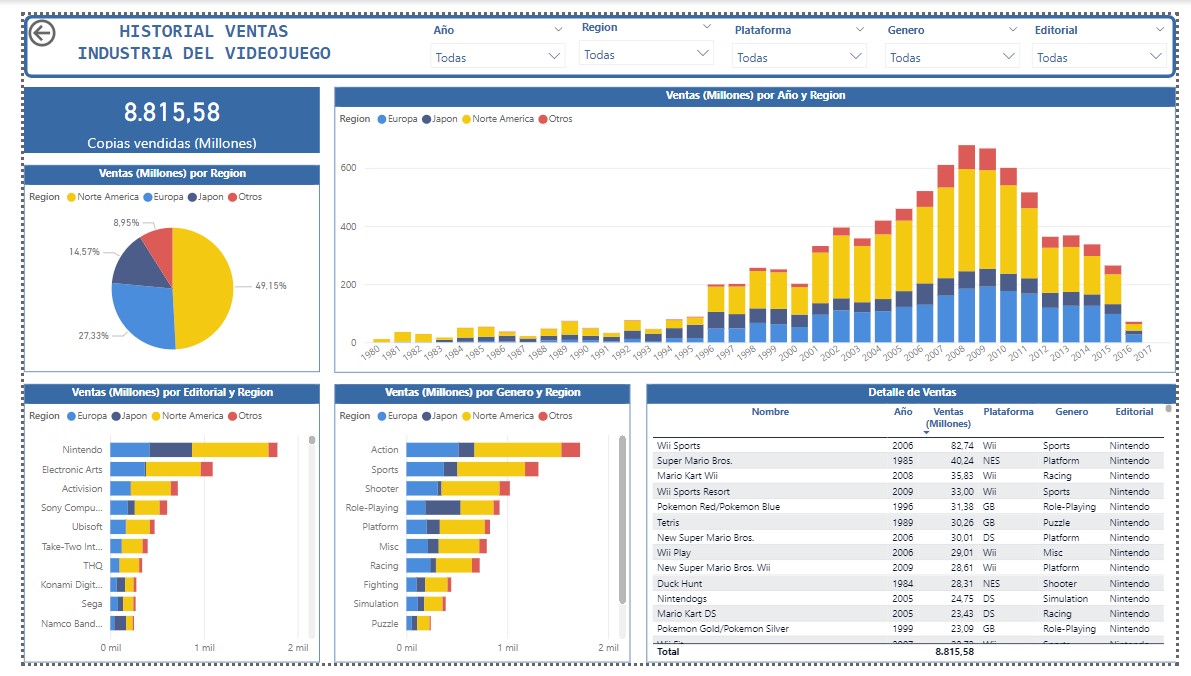 HISTORIAL VENTAS
INDUSTRIA DEL VIDEOJUEGO
Año
Todas
Region
Todas
Plataforma
Todas
Genero
Todas
Editorial
Todas
8.815,58
Copias vendidas (Millones)
Ventas (Millones) por Region
Region Norte America Europa Japon Otros
8,95%
14,57%
49,15%
27,33%
Ventas (Millones) por Año y Region
Region Europa Japon Norte America Otros
600
400
200
0
1980 1981 1982 1983 1984 1985 1986 1987 1988 1989 1990 1991 1992 1993 1994 1995 1996 1997 1998 1999 2000 2001 2002 2003 2004 2005 2006 2007 2008 2009 2010 2011 2012 2013 2014 2015 2016 2017
Ventas (Millones) por Editorial y Region
Region Europa Japon Norte America Otros
Nintendo
Electronic Arts
Activision
Sony Compu...
Ubisoft
Take-Two Int...
THQ
Konami Digit...
Sega
Namco Band...
0 mil 1 mil 2 mil
Ventas (Millones) por Genero y Region
Region Europa Japon Norte America Otros
Action
Sports
Shooter
Role-Playing
Platform
Misc
Racing
Fighting
Simulation
Puzzle
0 mil 1 mil 2 mil
Detalle de Ventas
Nombre Año Ventas (Millones) Plataforma Genero Editorial
Wii Sports 2006 82,74 Wii Sports Nintendo
Super Mario Bros. 1985 40,24 NES Platform Nintendo
Mario Kart Wii 2008 35,83 Wii Racing Nintendo
Wii Sports Resort 2009 33,00 Wii Sports Nintendo
Pokemon Red/Pokemon Blue 1996 31,38 GB Role-Playing Nintendo
Tetris 1989 30,26 GB Puzzle Nintendo
New Super Mario Bros. 2006 30,01 DS Platform Nintendo
Wii Play 2006 29,01 Wii Misc Nintendo
New Super Mario Bros. Wii 2009 28,61 Wii Platform Nintendo
Duck Hunt 1984 28,31 NES Shooter Nintendo
Nintendogs 2005 24,75 DS Simulation Nintendo
Mario Kart DS 2005 23,43 DS Racing Nintendo
Pokemon Gold/Pokemon Silver 1999 23,09 GB Role-Playing Nintendo
Total 8.815,58